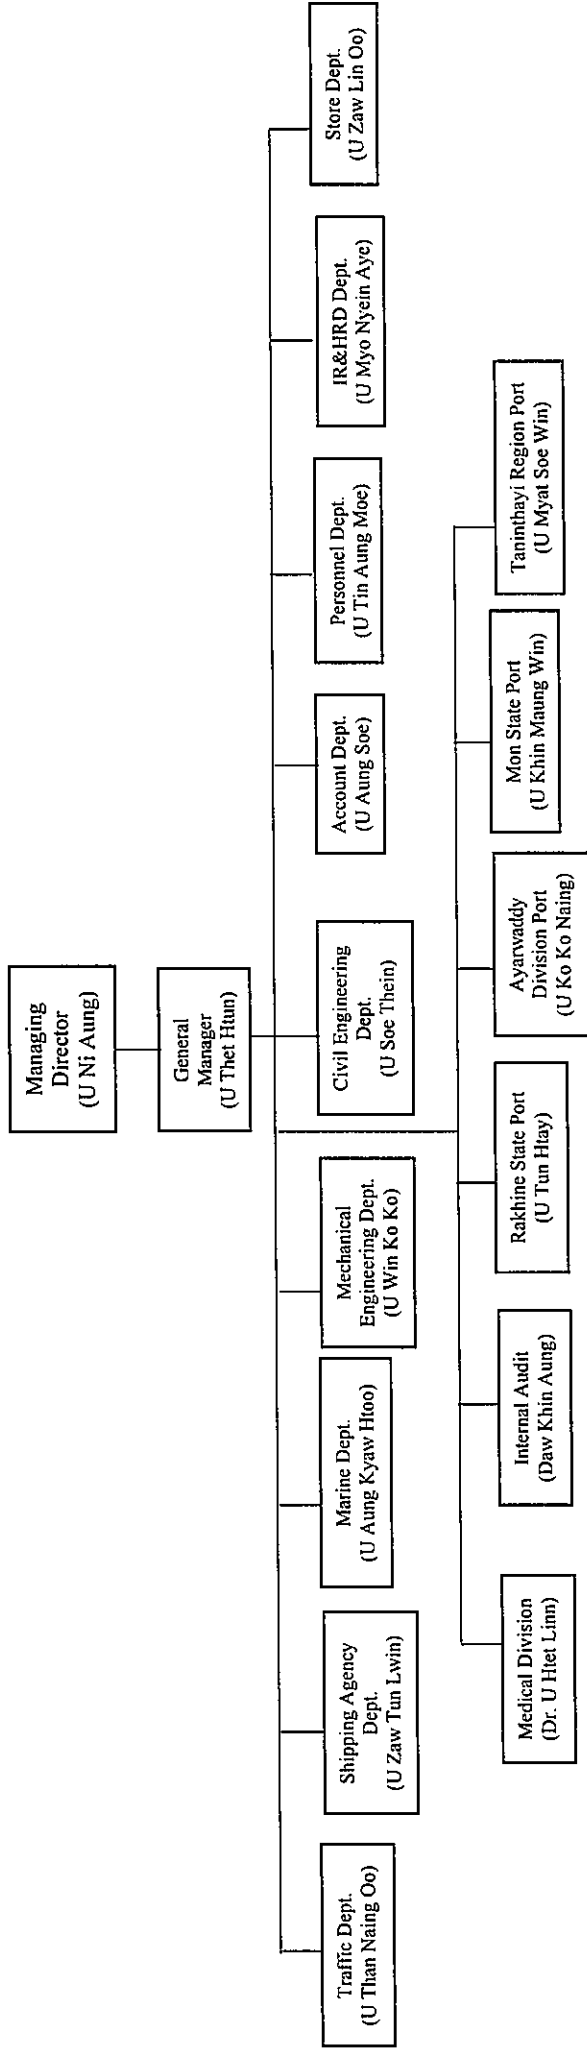 Managing
Director
(U Ni Aung)
General
Manager
(U Thet Htun)
Traffic Dept.
(U Than Naing Oo)
Shipping Agency
Dept.
(U Zaw Tun Lwin)
Marine Dept.
(U Aung Kyaw Htoo)
Mechanical
Engineering Dept.
(U Win Ko Ko)
Civil Engineering
Dept.
(U Soe Thein)
Account Dept.
(U Aung Soe)
Personnel Dept.
(U Tin Aung Moe)
IR&HRD Dept.
(U Myo Nyein Aye)
Store Dept.
(U Zaw Lin Oo)
Medical Division
(Dr. U Htet Linn)
Internal Audit
(Daw Khin Aung)
Rakhine State Port
(U Tun Htay)
Ayarwaddy
Division Port
(U Ko Ko Naing)
Mon State Port
(U Khin Maung Win)
Taninthayi Region Port
(U Myat Soe Win)